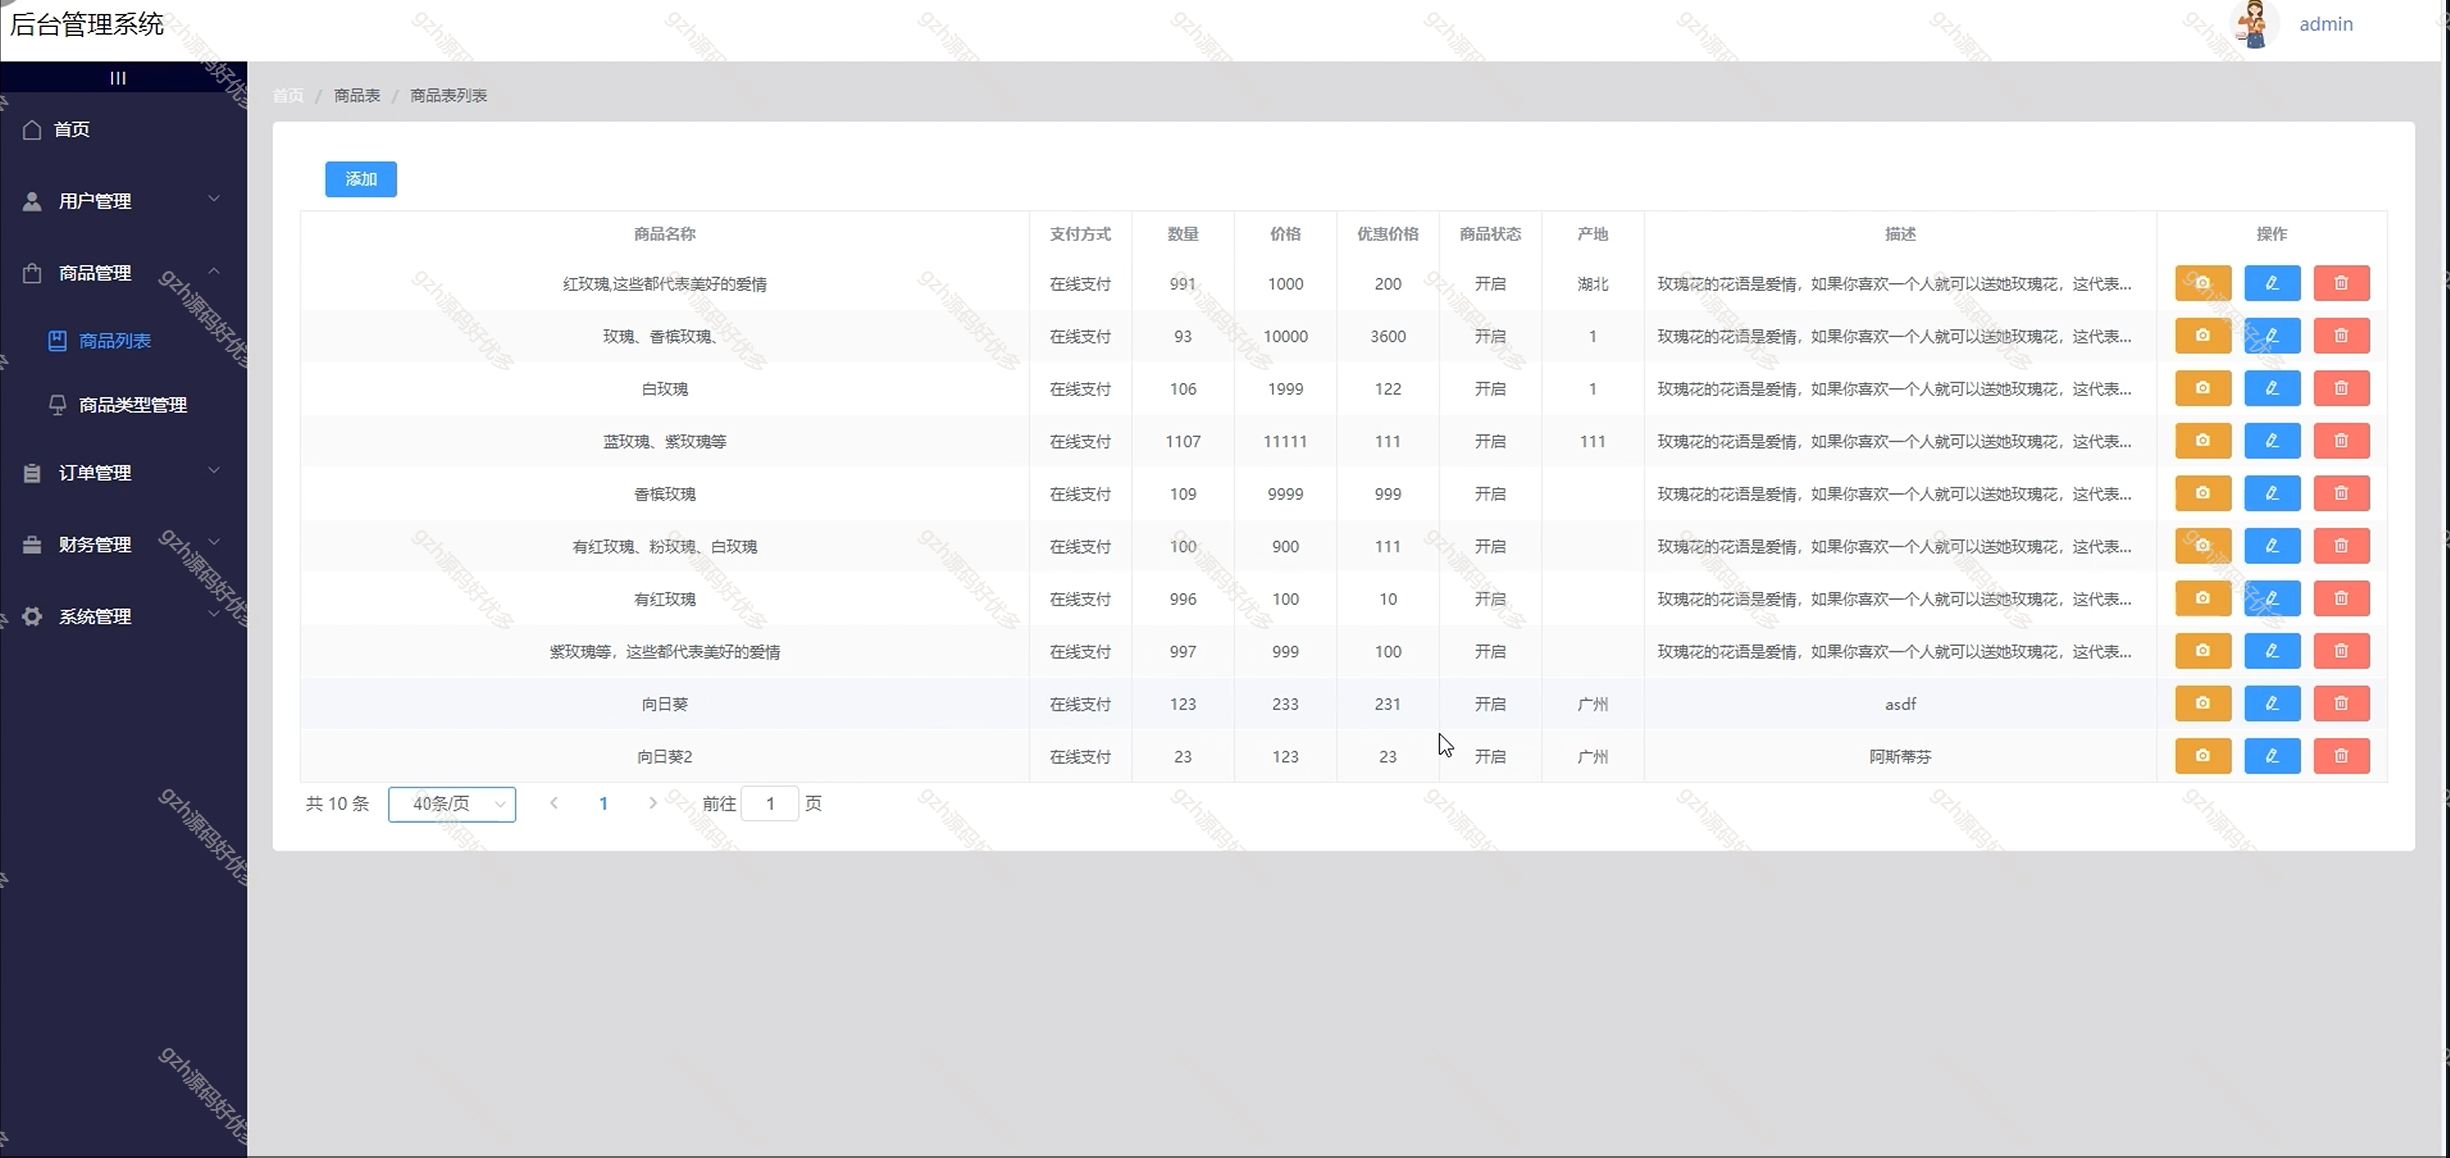 后台管理系统
admin
首页
用户管理
商品管理
商品列表
商品类型管理
订单管理
财务管理
系统管理
首页 / 商品表 / 商品表列表
添加
商品名称 支付方式 数量 价格 优惠价格 商品状态 产地 描述 操作
红玫瑰,这些都代表美好的爱情 在线支付 991 1000 200 开启 湖北 玫瑰花的花语是爱情，如果你喜欢一个人就可以送她玫瑰花，这代表...
玫瑰、香槟玫瑰、 在线支付 93 10000 3600 开启 1 玫瑰花的花语是爱情，如果你喜欢一个人就可以送她玫瑰花，这代表...
白玫瑰 在线支付 106 1999 122 开启 1 玫瑰花的花语是爱情，如果你喜欢一个人就可以送她玫瑰花，这代表...
蓝玫瑰、紫玫瑰等 在线支付 1107 11111 111 开启 111 玫瑰花的花语是爱情，如果你喜欢一个人就可以送她玫瑰花，这代表...
香槟玫瑰 在线支付 109 9999 999 开启 玫瑰花的花语是爱情，如果你喜欢一个人就可以送她玫瑰花，这代表...
有红玫瑰、粉玫瑰、白玫瑰 在线支付 100 900 111 开启 玫瑰花的花语是爱情，如果你喜欢一个人就可以送她玫瑰花，这代表...
有红玫瑰 在线支付 996 100 10 开启 玫瑰花的花语是爱情，如果你喜欢一个人就可以送她玫瑰花，这代表...
紫玫瑰等，这些都代表美好的爱情 在线支付 997 999 100 开启 玫瑰花的花语是爱情，如果你喜欢一个人就可以送她玫瑰花，这代表...
向日葵 在线支付 123 233 231 开启 广州 asdf
向日葵2 在线支付 23 123 23 开启 广州 阿斯蒂芬
共 10 条 40条/页 1 前往 1 页
gzh源码好优多